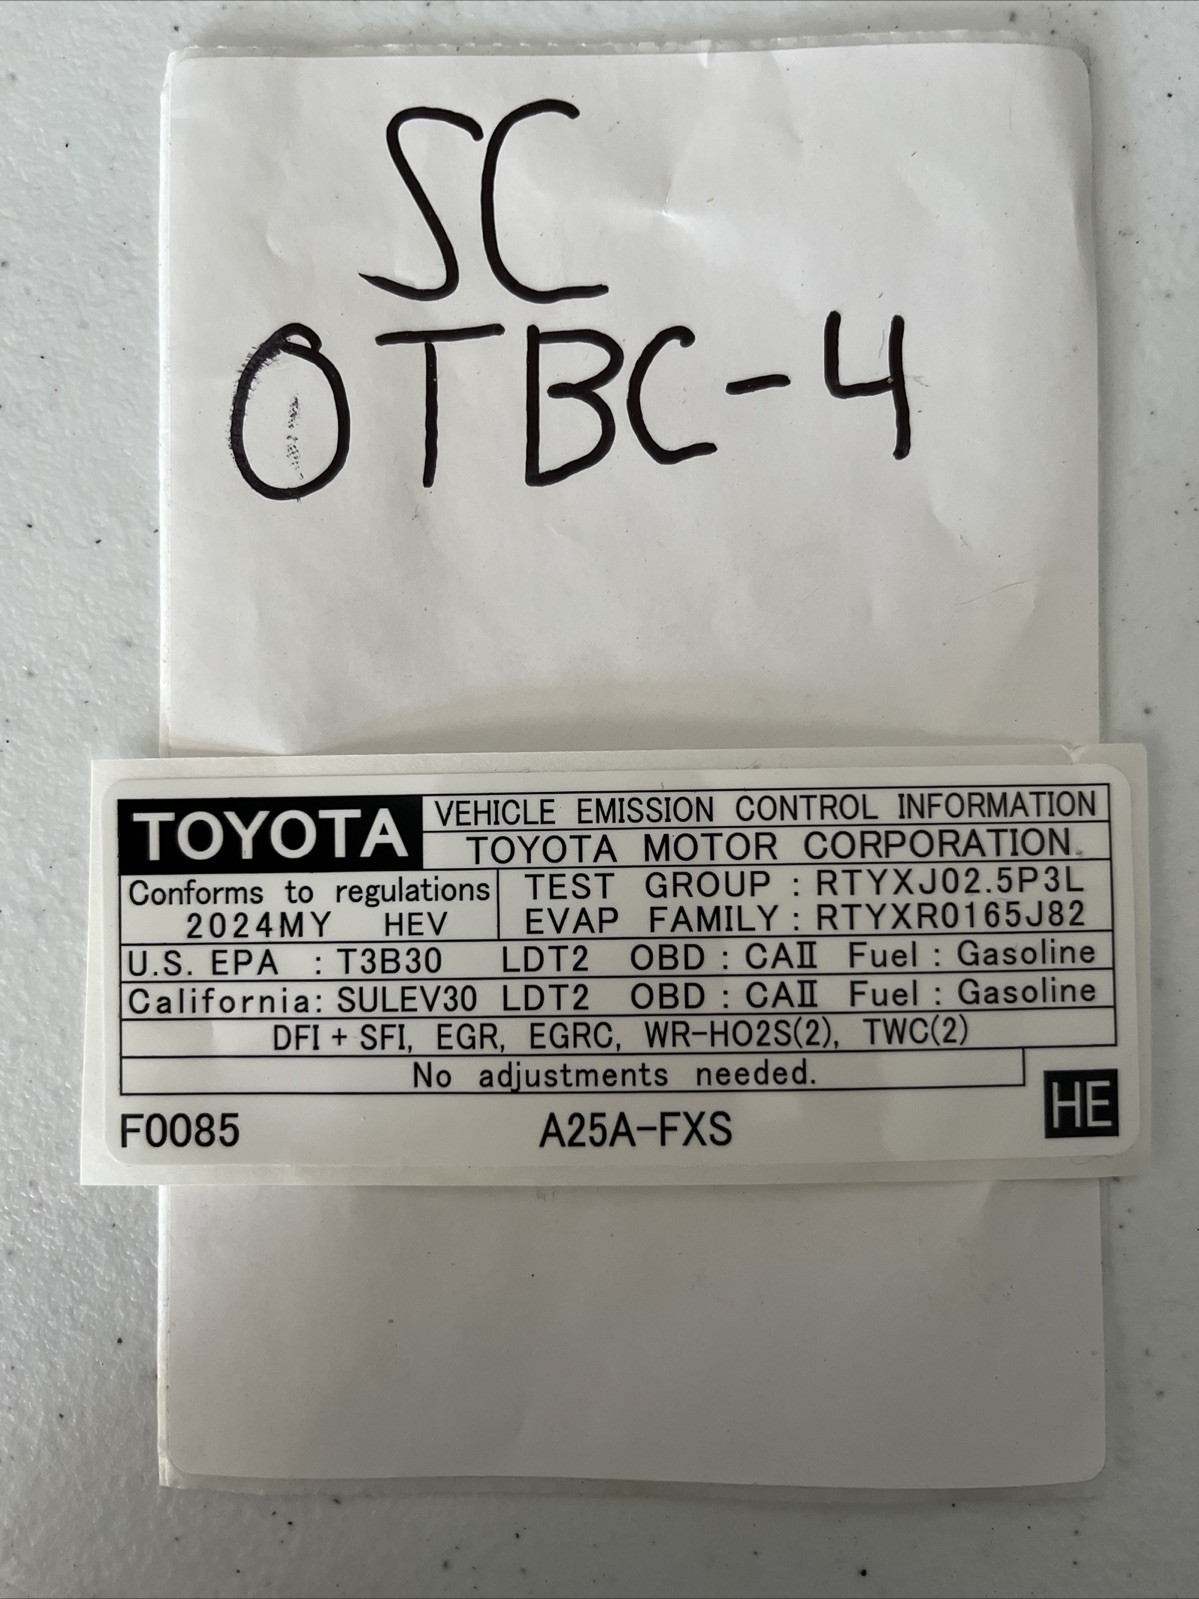 SC
OTBC-4
TOYOTA
VEHICLE EMISSION CONTROL INFORMATION
TOYOTA MOTOR CORPORATION.
Conforms to regulations
2024MY HEV
TEST GROUP : RTYXJ02.5P3L
EVAP FAMILY : RTYXR0165J82
U.S. EPA : T3B30 LDT2 OBD : CAⅡ Fuel : Gasoline
California: SULEV30 LDT2 OBD : CAⅡ Fuel : Gasoline
DFI + SFI, EGR, EGRC, WR-HO2S(2), TWC(2)
No adjustments needed.
F0085 A25A-FXS HE